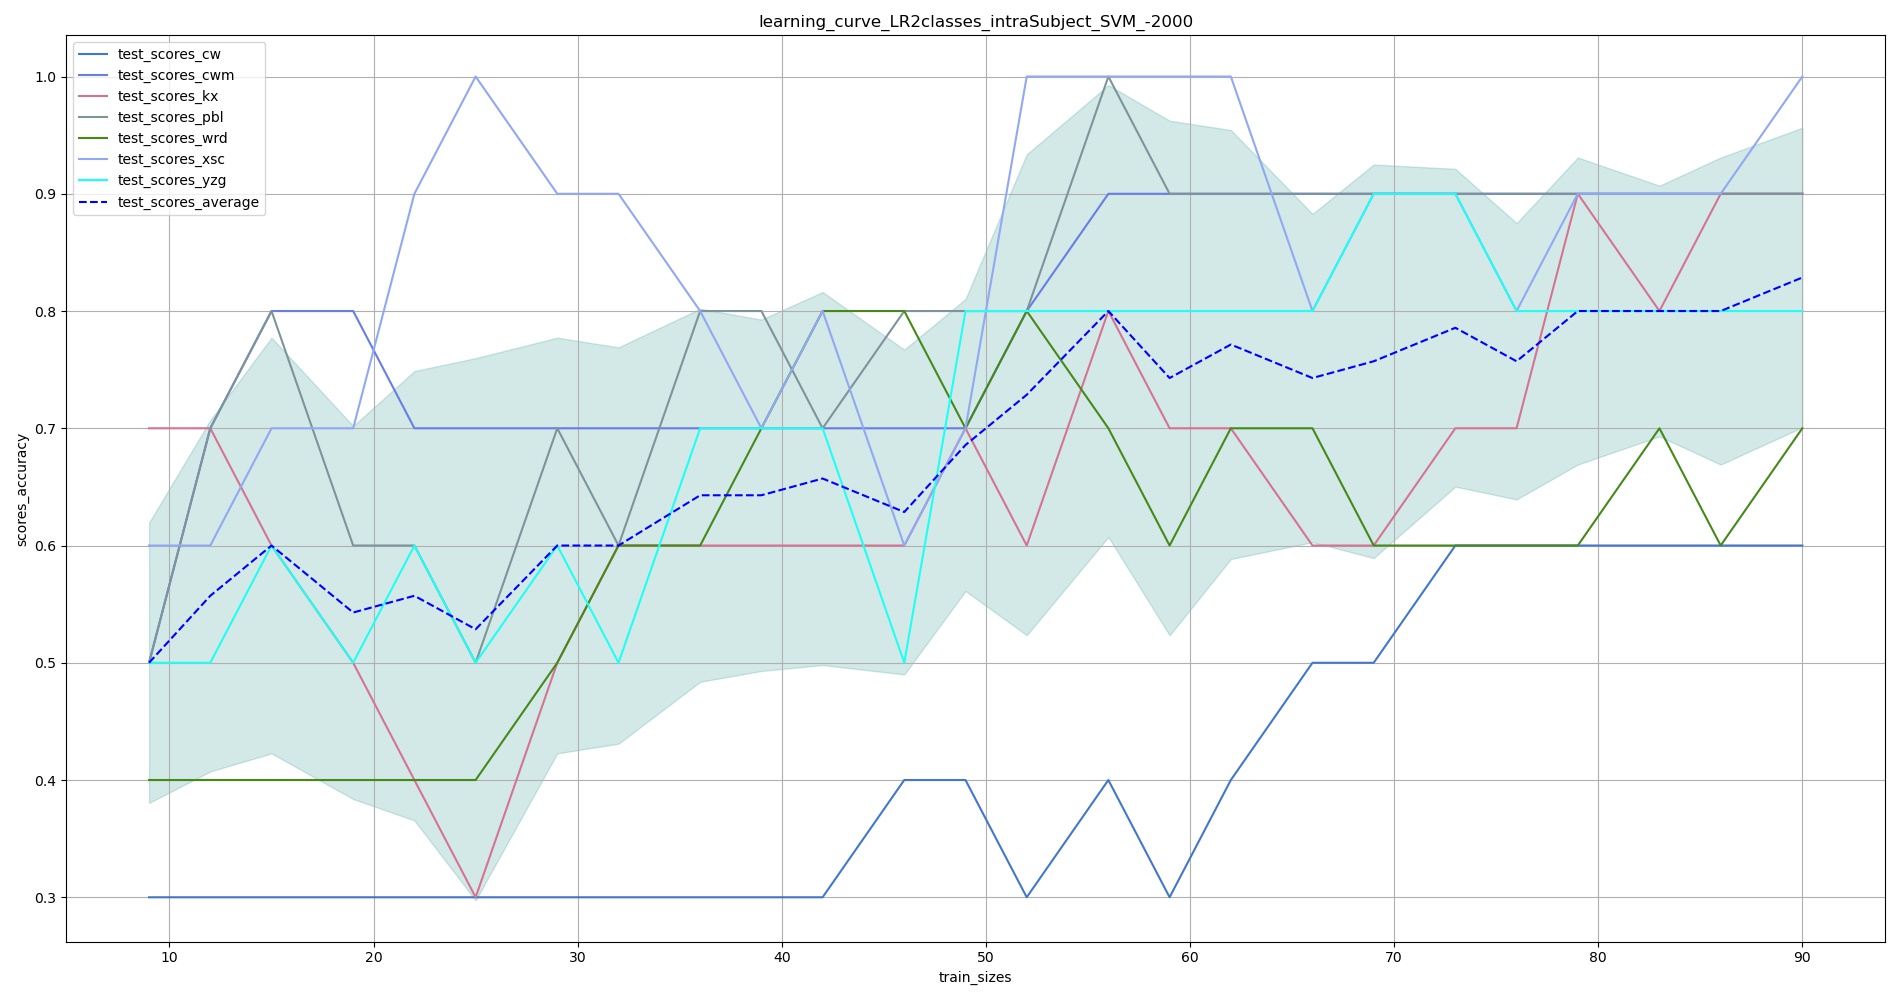 learning_curve_LR2classes_intraSubject_SVM_-2000
test_scores_cw
test_scores_cwm
test_scores_kx
test_scores_pbl
test_scores_wrd
test_scores_xsc
test_scores_yzg
test_scores_average
scores_accuracy
1.0
0.9
0.8
0.7
0.6
0.5
0.4
0.3
10 20 30 40 50 60 70 80 90
train_sizes